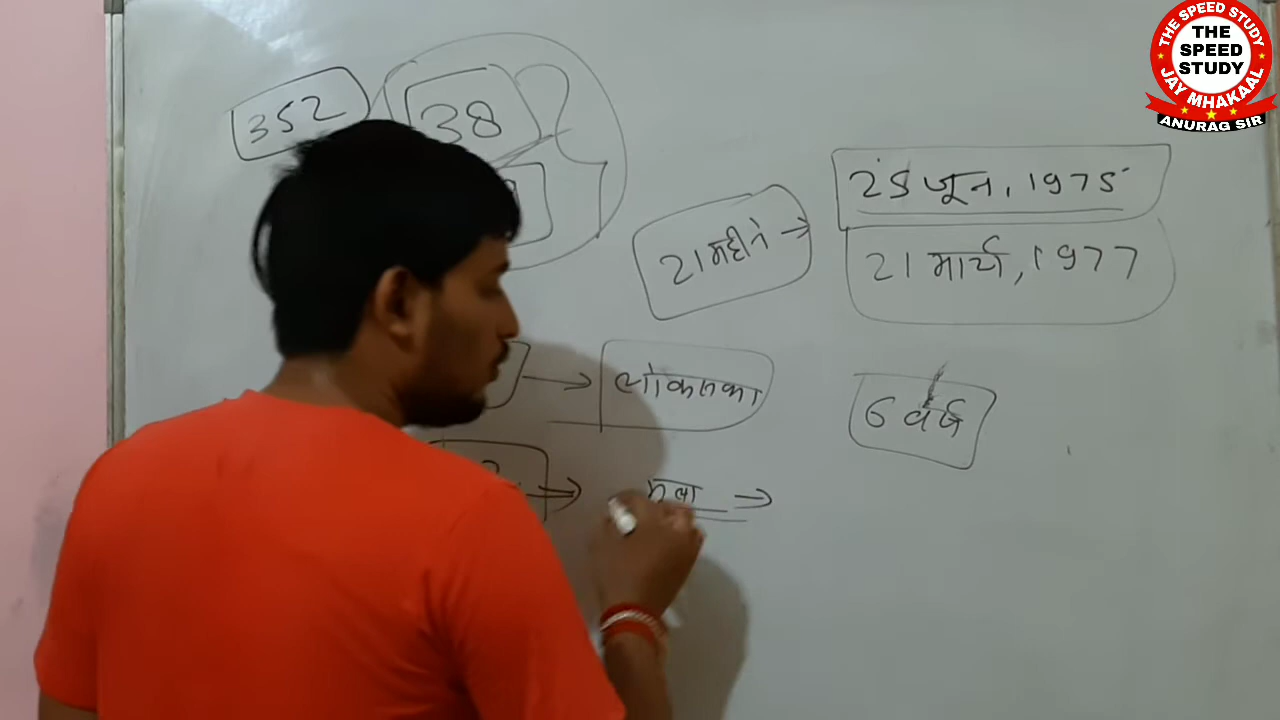 THE SPEED STUDY
THE
SPEED
STUDY
JAY MHAKAAL
ANURAG SIR
352
38
25 जून, 1975
21 महीने →
21 मार्च, 1977
→
6 वर्ष
→ →